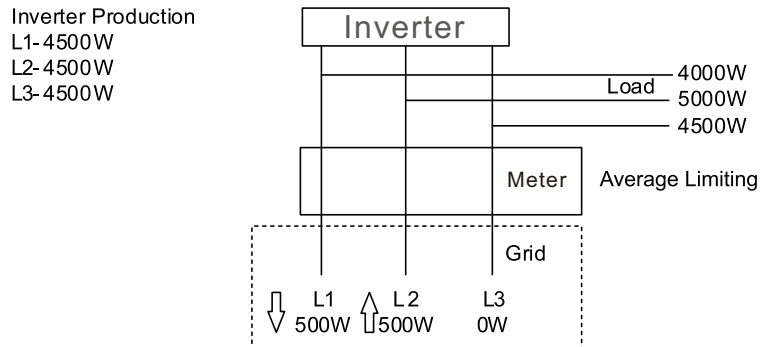 Inverter Production
L1-4500W
L2-4500W
L3-4500W
Inverter
4000W
Load
5000W
4500W
Meter
Average Limiting
Grid
L1 L2 L3
500W 500W 0W